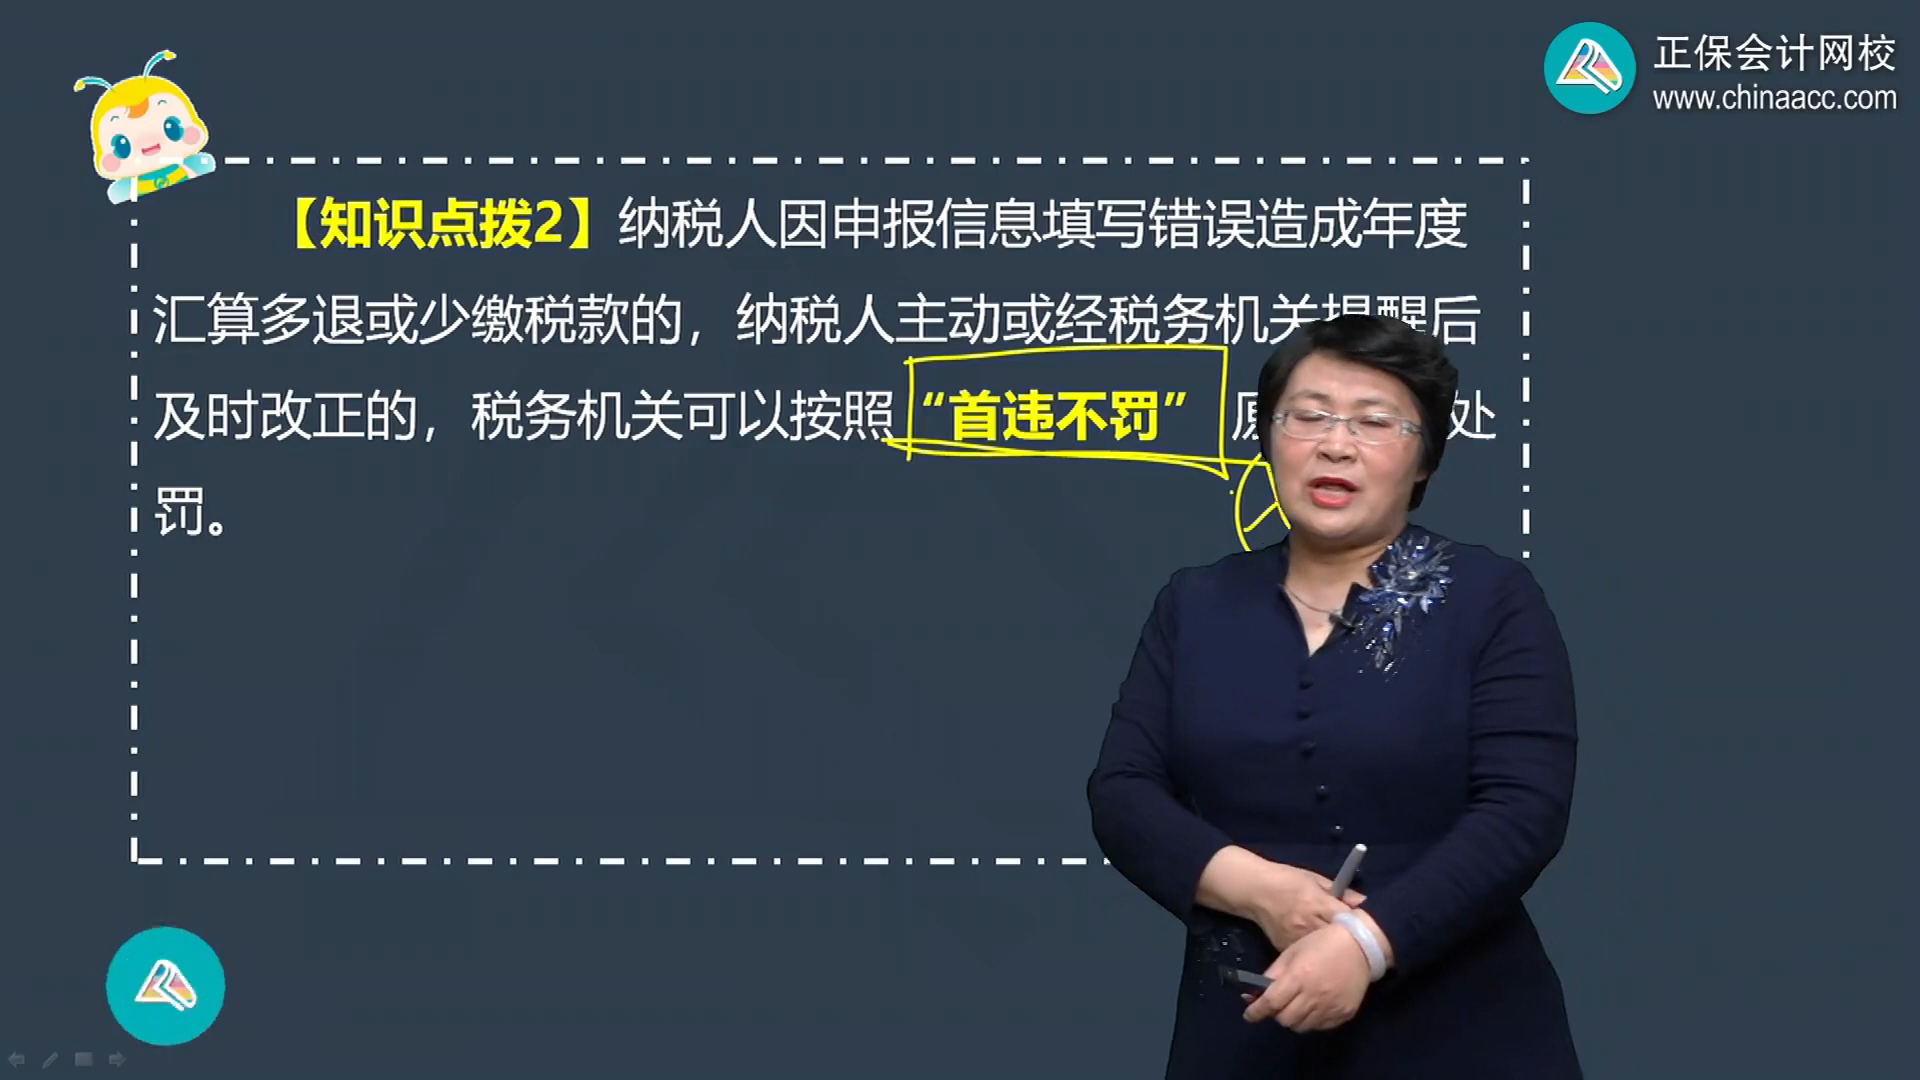 正保会计网校
www.chinaacc.com
【知识点拨2】纳税人因申报信息填写错误造成年度
汇算多退或少缴税款的，纳税人主动或经税务机关提醒后
及时改正的，税务机关可以按照“首违不罚”处
罚。